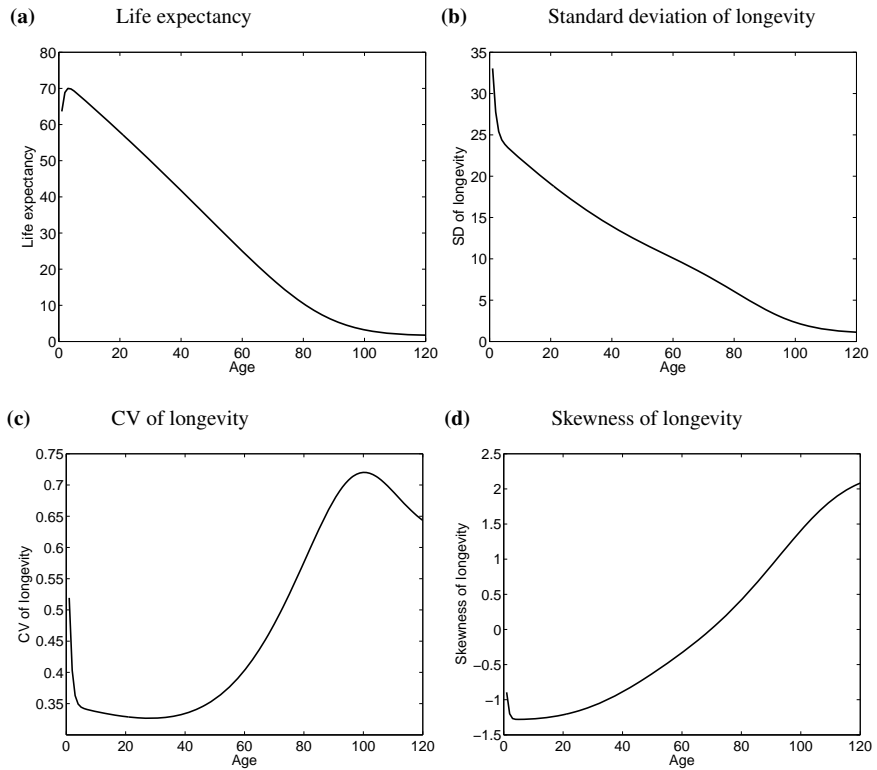 (a) Life expectancy
80
70
60
50
40
30
20
10
0
Life expectancy
0 20 40 60 80 100 120
Age
(b) Standard deviation of longevity
35
30
25
20
15
10
5
0
SD of longevity
0 20 40 60 80 100 120
Age
(c) CV of longevity
0.75
0.7
0.65
0.6
0.55
0.5
0.45
0.4
0.35
CV of longevity
0 20 40 60 80 100 120
Age
(d) Skewness of longevity
2.5
2
1.5
1
0.5
0
−0.5
−1
−1.5
Skewness of longevity
0 20 40 60 80 100 120
Age